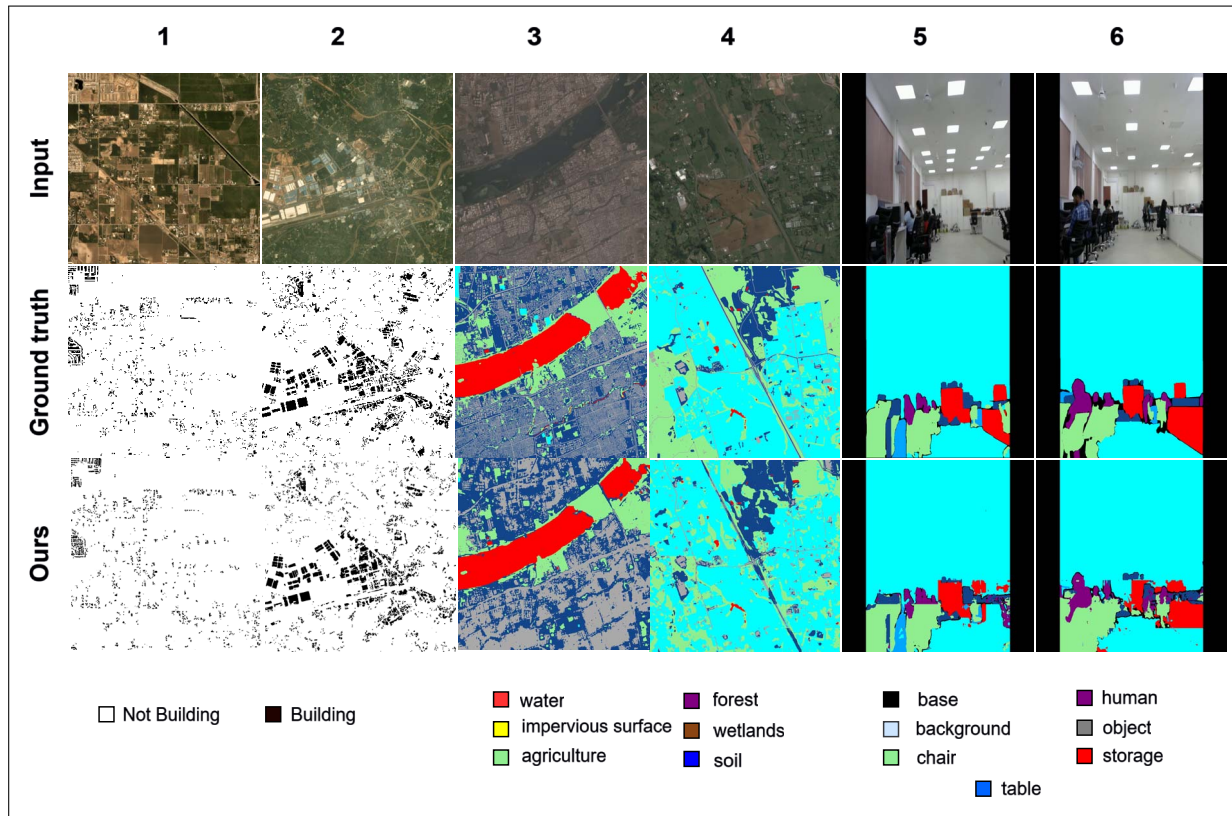 1 2 3 4 5 6
Input
Ground truth
Ours
Not Building Building
water forest base human
impervious surface wetlands background object
agriculture soil chair storage
table